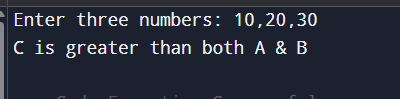 Enter three numbers: 10,20,30
C is greater than both A & B